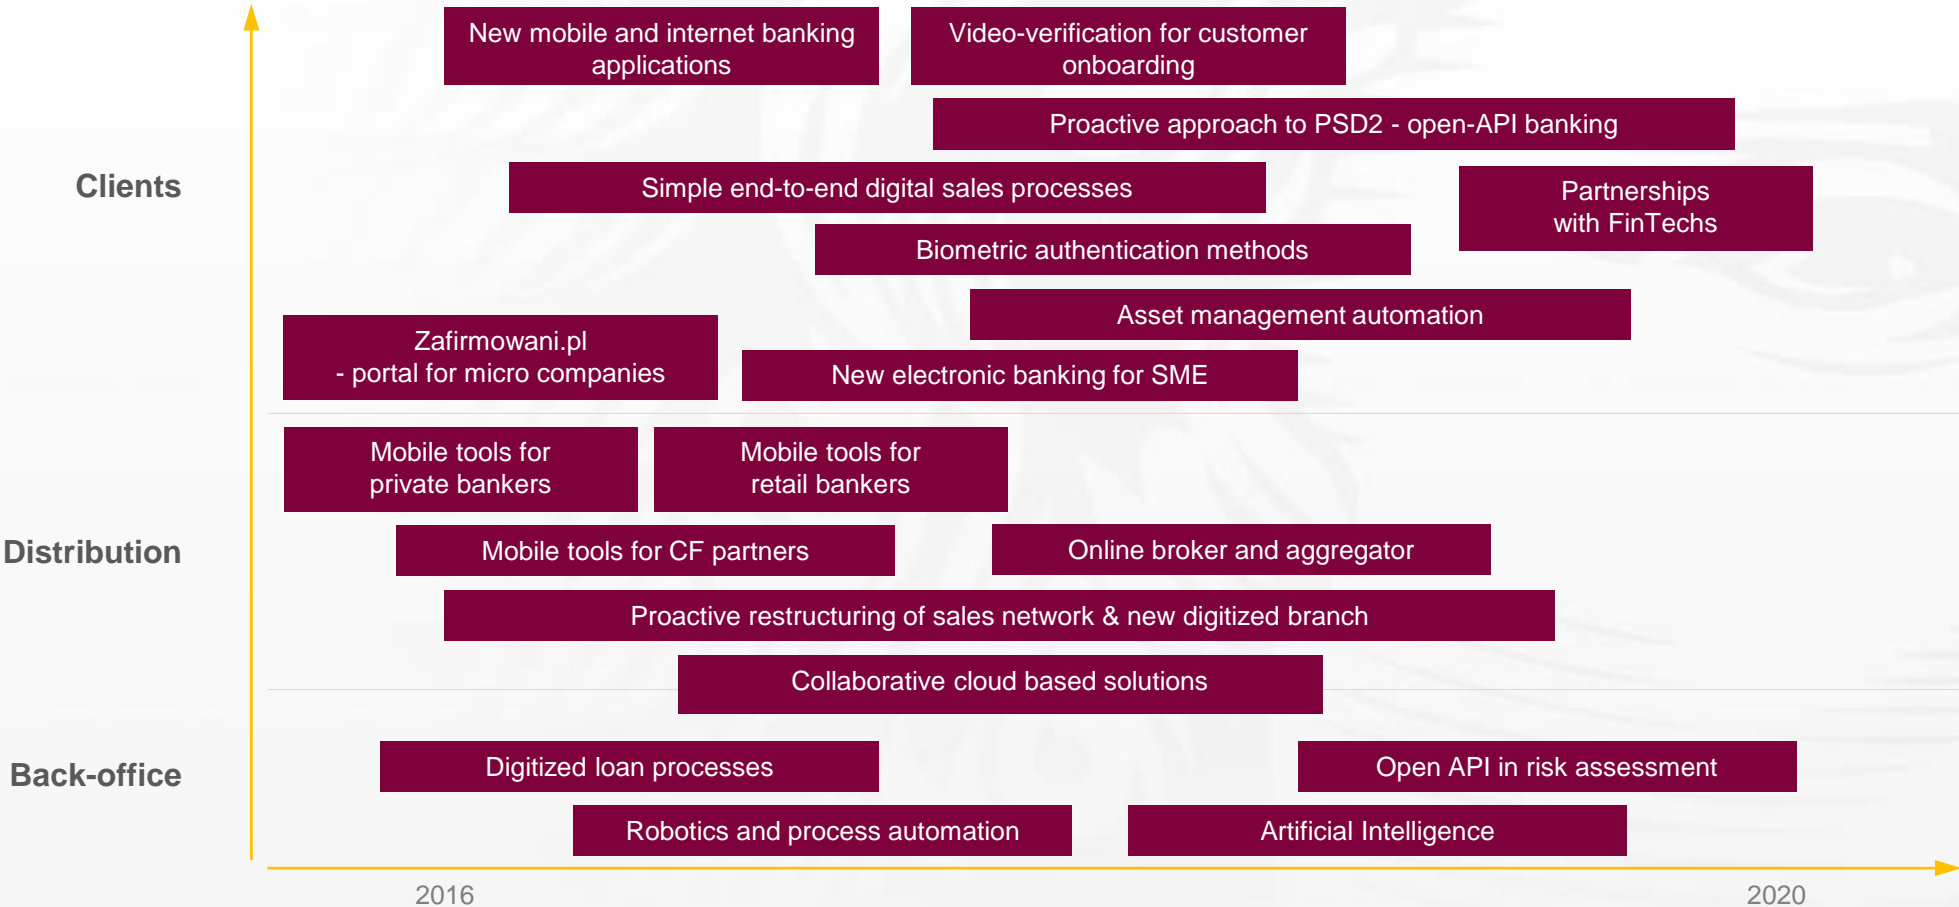 New mobile and internet banking
applications
Video-verification for customer
onboarding
Proactive approach to PSD2 - open-API banking
Clients
Simple end-to-end digital sales processes
Partnerships
with FinTechs
Biometric authentication methods
Asset management automation
Zafirmowani.pl
- portal for micro companies
New electronic banking for SME
Mobile tools for
private bankers
Mobile tools for
retail bankers
Distribution
Mobile tools for CF partners
Online broker and aggregator
Proactive restructuring of sales network & new digitized branch
Collaborative cloud based solutions
Back-office
Digitized loan processes
Open API in risk assessment
Robotics and process automation
Artificial Intelligence
2016
2020